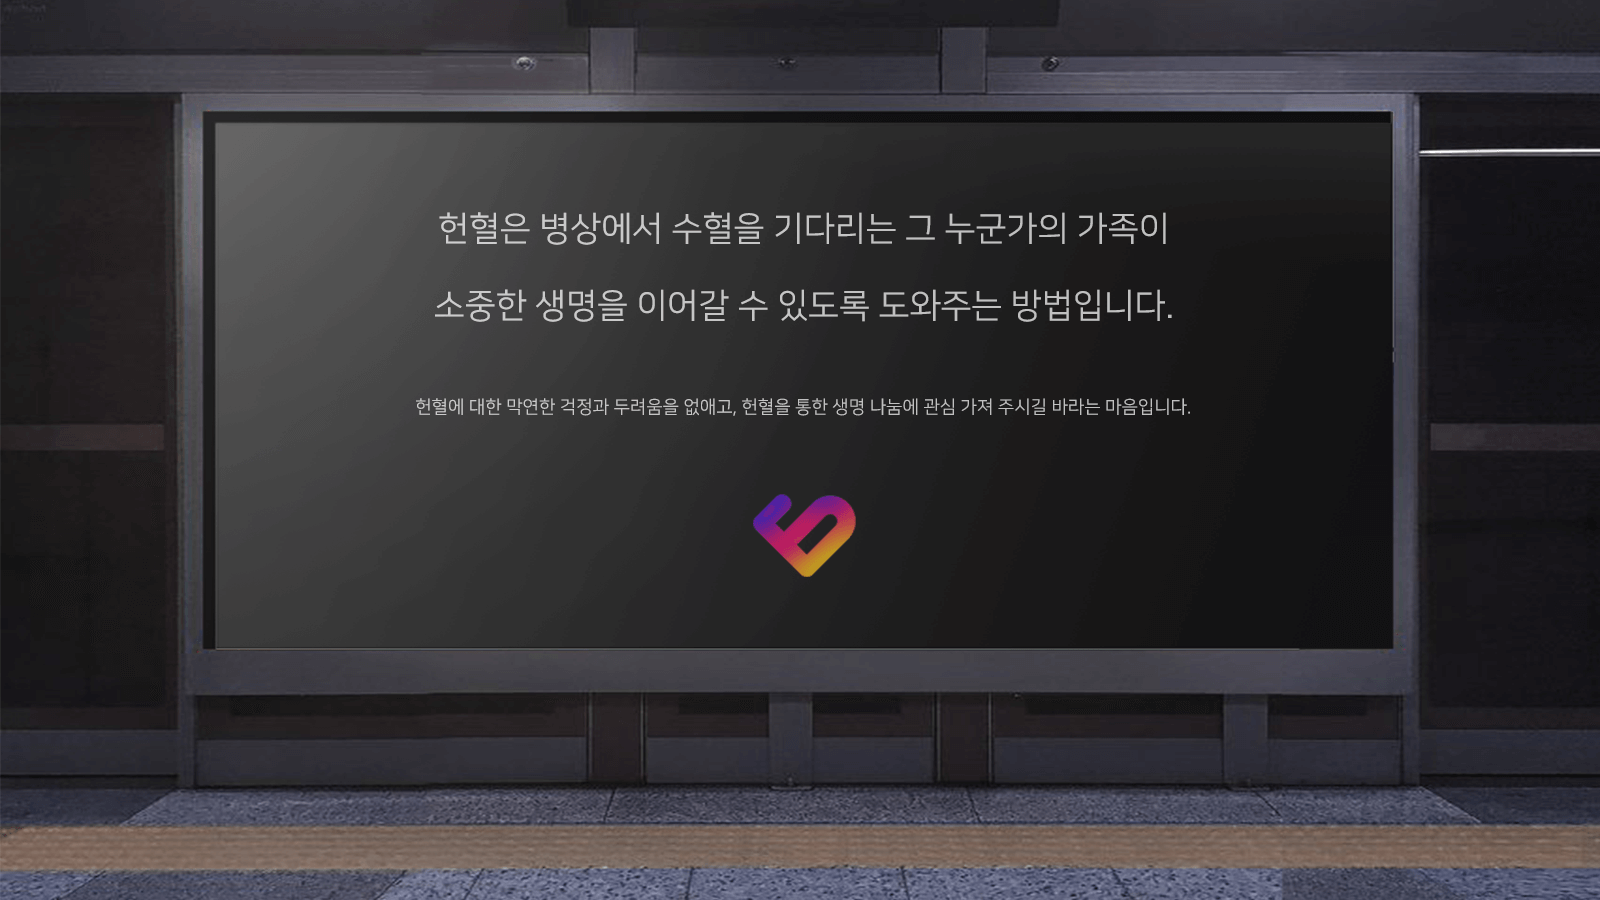 헌혈은 병상에서 수혈을 기다리는 그 누군가의 가족이
소중한 생명을 이어갈 수 있도록 도와주는 방법입니다.
헌혈에 대한 막연한 걱정과 두려움을 없애고, 헌혈을 통한 생명 나눔에 관심 가져 주시길 바라는 마음입니다.